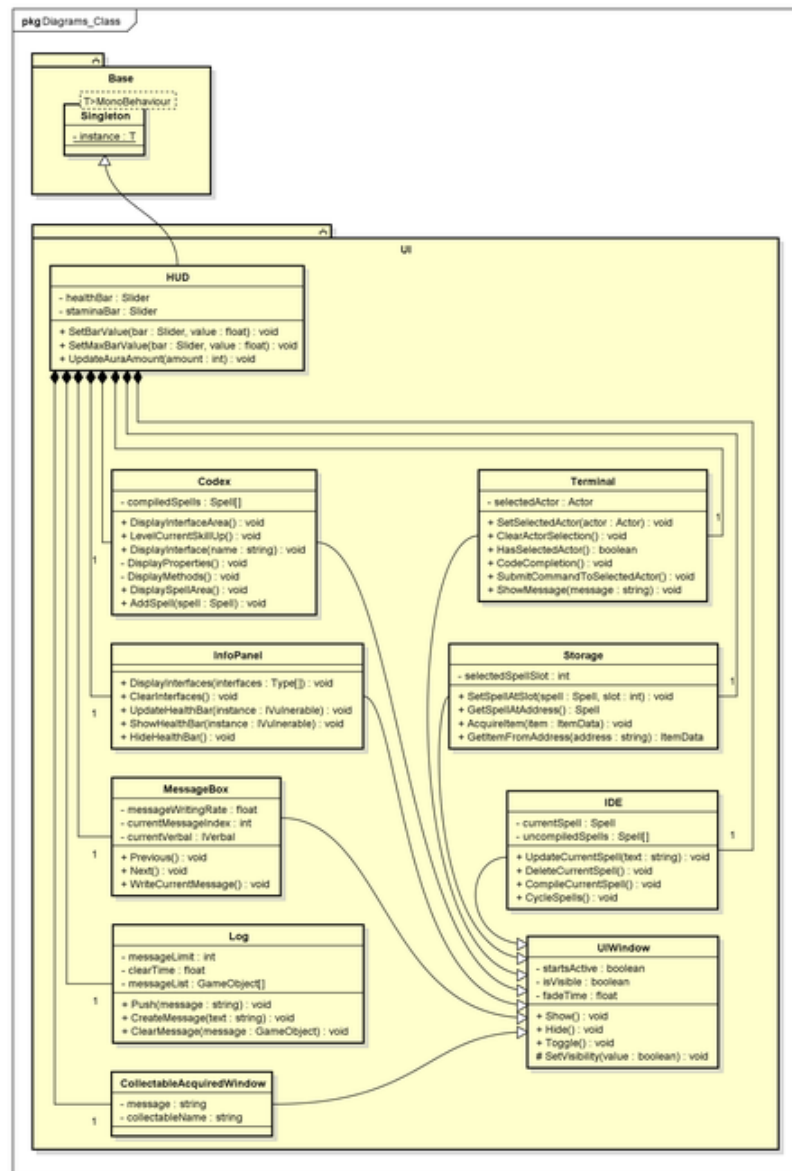 pkg Diagrams_Class
Base
T>MonoBehaviour
Singleton
- instance : T
UI
HUD
- healthBar : Slider
- staminaBar : Slider
+ SetBarValue(bar : Slider, value : float) : void
+ SetMaxBarValue(bar : Slider, value : float) : void
+ UpdateAuraAmount(amount : int) : void
Codex
- compiledSpells : Spell[]
+ DisplayInterfaceArea() : void
+ LevelCurrentSkillUp() : void
+ DisplayInterface(name : string) : void
- DisplayProperties() : void
- DisplayMethods() : void
+ DisplaySpellArea() : void
+ AddSpell(spell : Spell) : void
1
Terminal
- selectedActor : Actor
+ SetSelectedActor(actor : Actor) : void
+ ClearActorSelection() : void
+ HasSelectedActor() : boolean
+ CodeCompletion() : void
+ SubmitCommandToSelectedActor() : void
+ ShowMessage(message : string) : void
1
InfoPanel
+ DisplayInterfaces(interfaces : Type[]) : void
+ ClearInterfaces() : void
+ UpdateHealthBar(instance : IVulnerable) : void
+ ShowHealthBar(instance : IVulnerable) : void
+ HideHealthBar() : void
1
Storage
- selectedSpellSlot : int
+ SetSpellAtSlot(spell : Spell, slot : int) : void
+ GetSpellAtAddress() : Spell
+ AcquireItem(item : ItemData) : void
+ GetItemFromAddress(address : string) : ItemData
1
MessageBox
- messageWritingRate : float
- currentMessageIndex : int
- currentVerbal : IVerbal
+ Previous() : void
+ Next() : void
+ WriteCurrentMessage() : void
1
IDE
- currentSpell : Spell
- uncompiledSpells : Spell[]
+ UpdateCurrentSpell(text : string) : void
+ DeleteCurrentSpell() : void
+ CompileCurrentSpell() : void
+ CycleSpells() : void
1
Log
- messageLimit : int
- clearTime : float
- messageList : GameObject[]
+ Push(message : string) : void
+ CreateMessage(text : string) : void
+ ClearMessage(message : GameObject) : void
1
UIWindow
- startsActive : boolean
- isVisible : boolean
- fadeTime : float
+ Show() : void
+ Hide() : void
+ Toggle() : void
# SetVisibility(value : boolean) : void
CollectableAcquiredWindow
- message : string
- collectableName : string
1